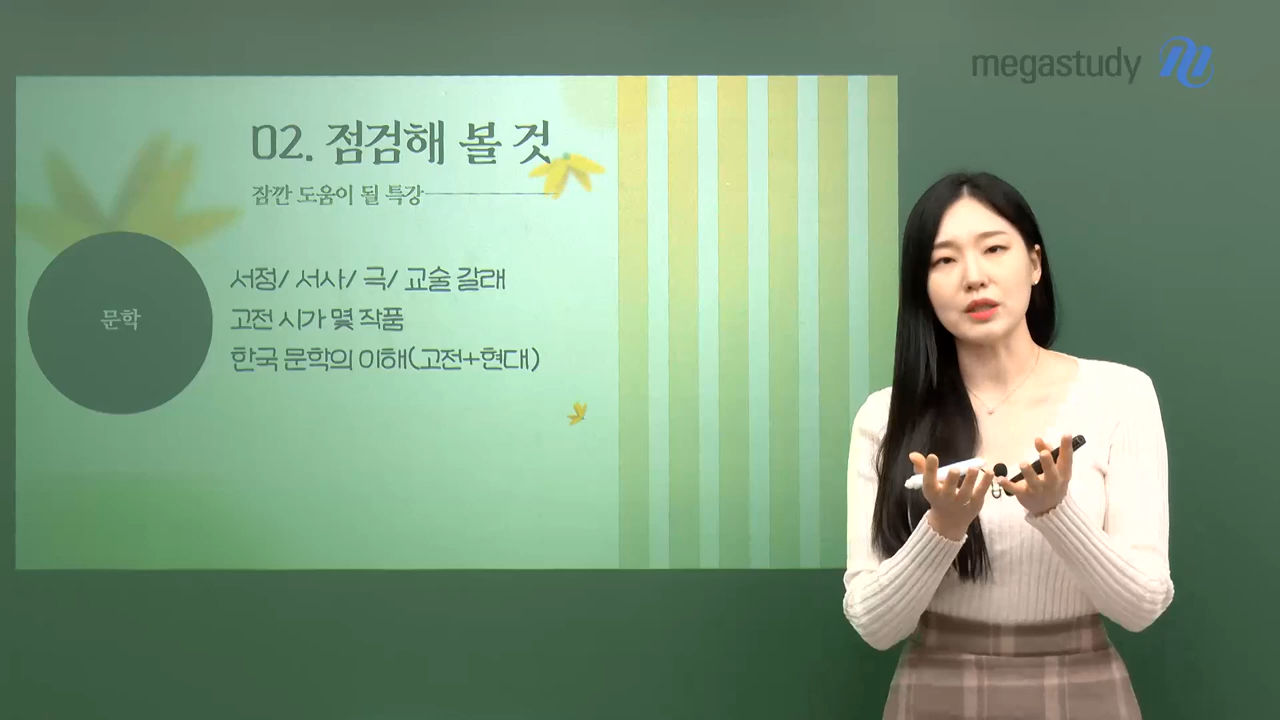 megastudy
02. 점검해 볼 것
잠깐 도움이 될 특강
문학
서정/ 서사/ 극/ 교술 갈래
고전 시가 몇 작품
한국 문학의 이해(고전+현대)